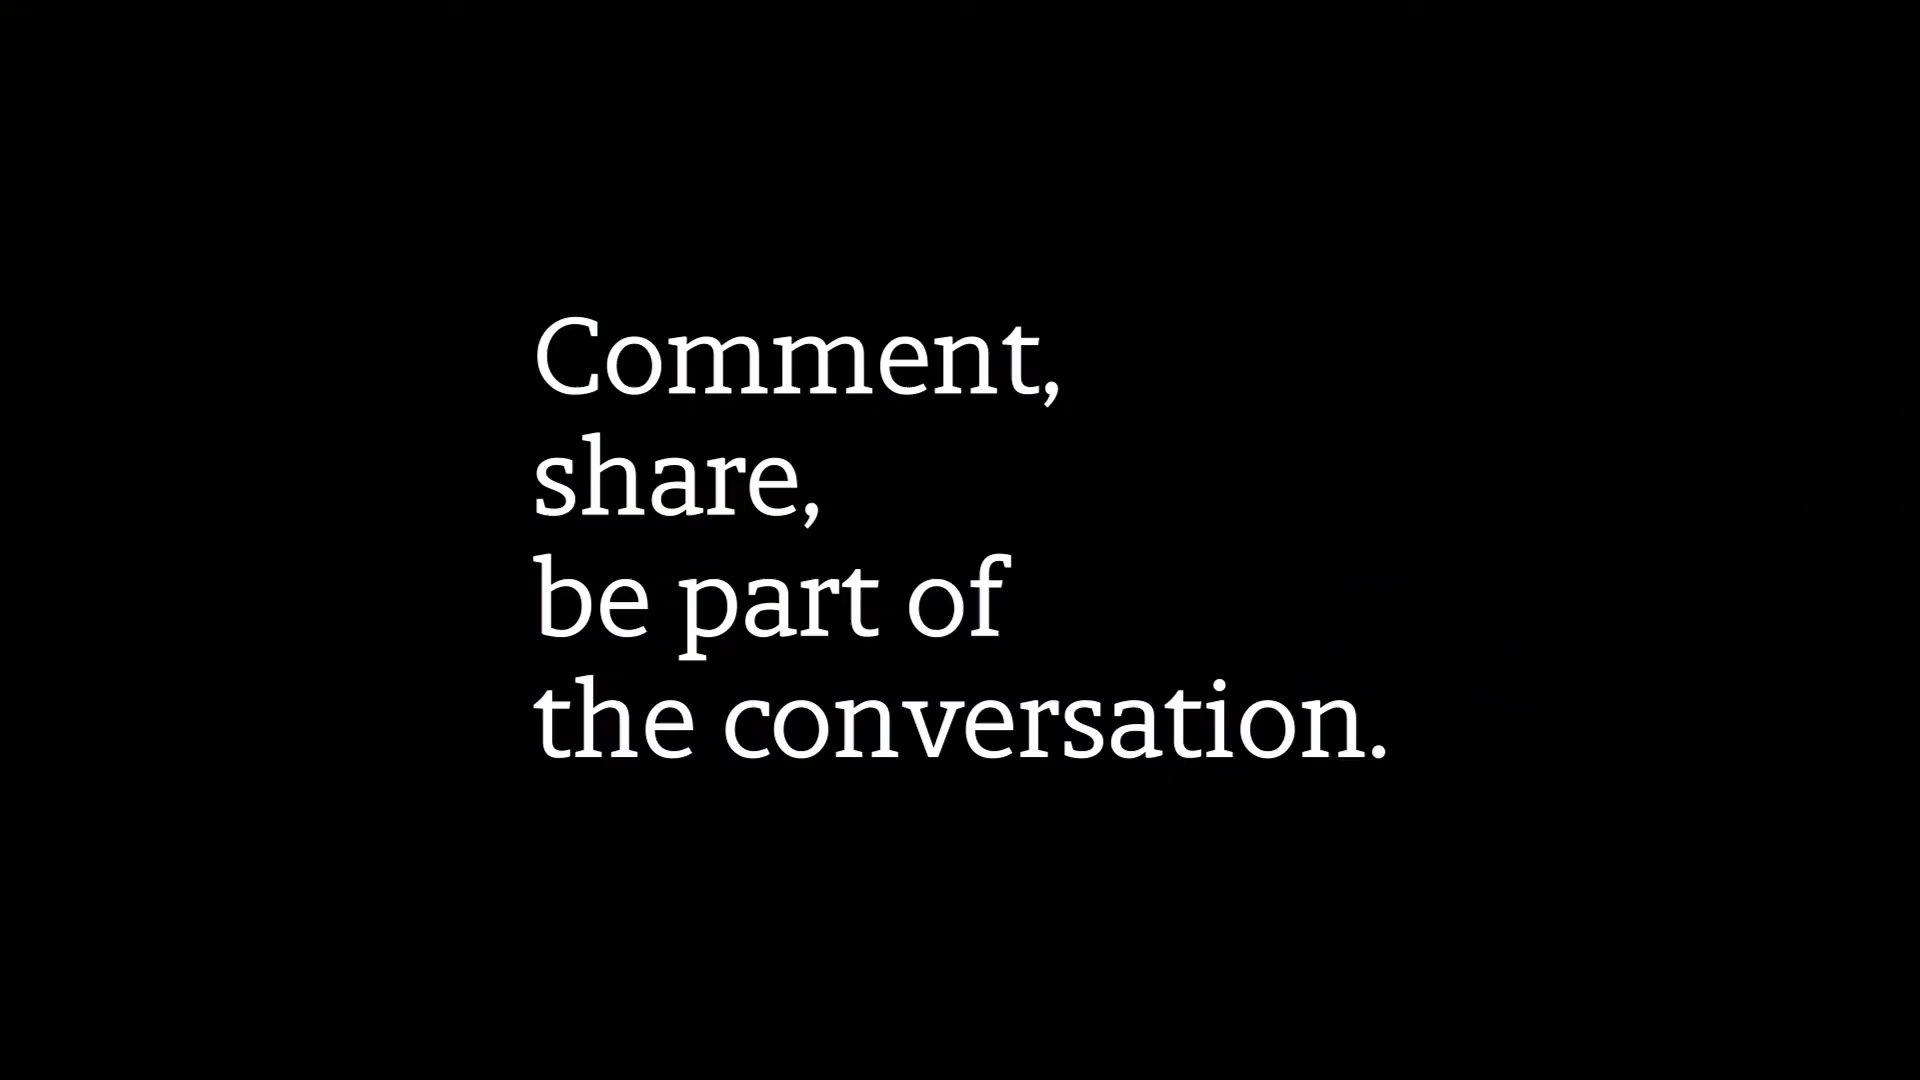 Comment,
share,
be part of
the conversation.